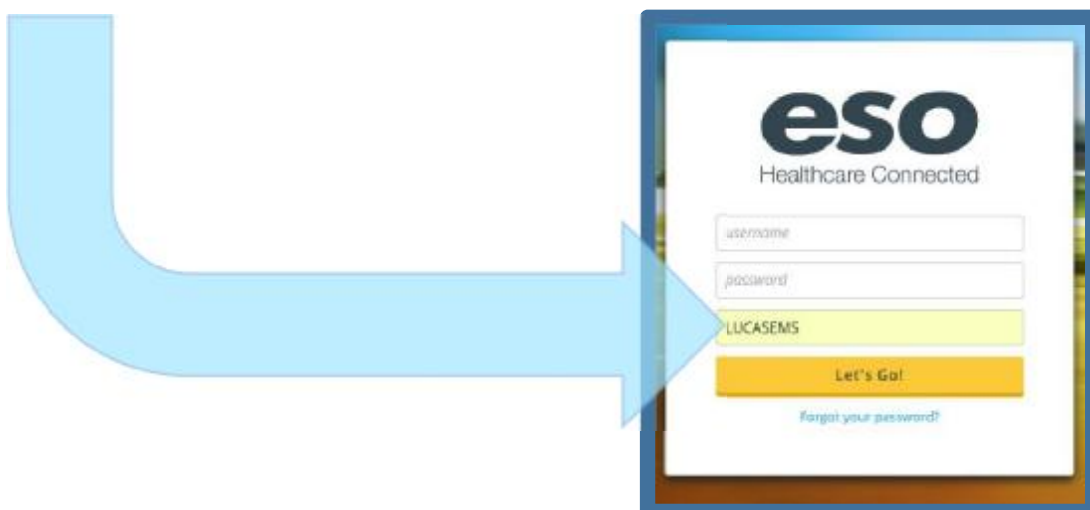 eso
Healthcare Connected
username
password
LUCASEMS
Let's Go!
Forgot your password?